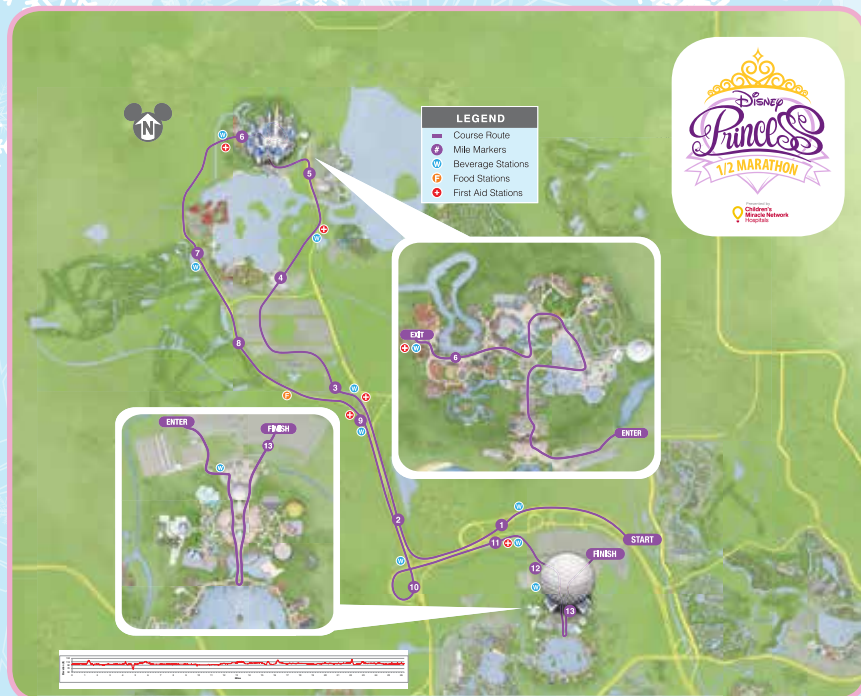 N
LEGEND
Course Route
# Mile Markers
W Beverage Stations
F Food Stations
First Aid Stations
Disney
Princess
1/2 MARATHON
Presented by
Children's
Miracle Network
Hospitals
W
6
5
W
7
W
4
8
3
W
F
9
W
2
W
10
1
W
START
11
W
12
W
FINISH
13
EXIT
W
6
ENTER
ENTER
FINISH
13
W